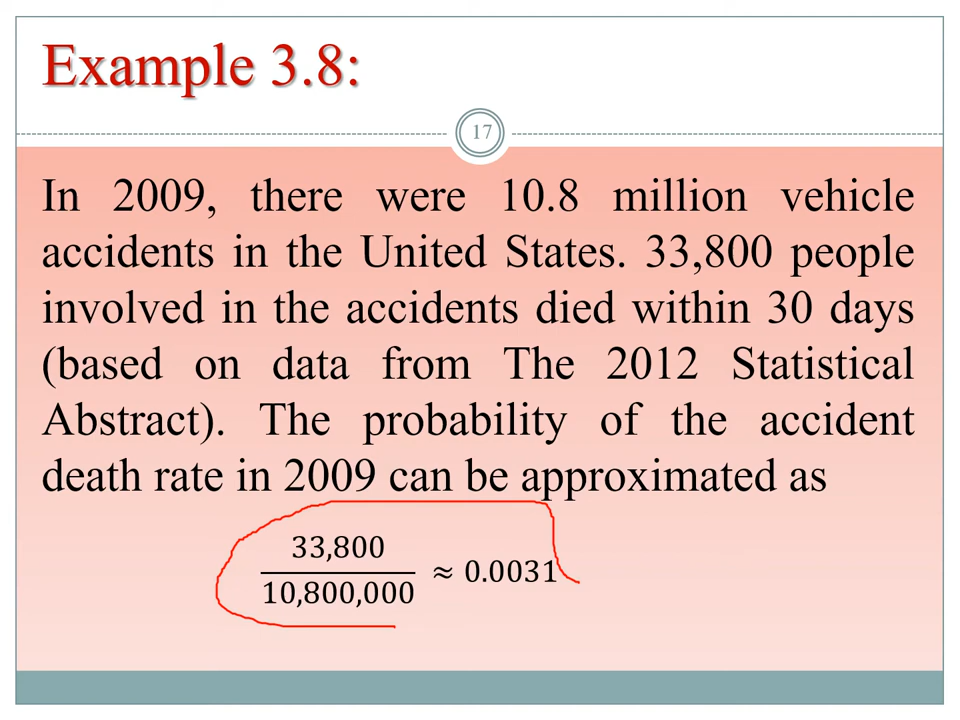 Example 3.8:
17
In 2009, there were 10.8 million vehicle
accidents in the United States. 33,800 people
involved in the accidents died within 30 days
(based on data from The 2012 Statistical
Abstract). The probability of the accident
death rate in 2009 can be approximated as
33,800
10,800,000
≈ 0.0031